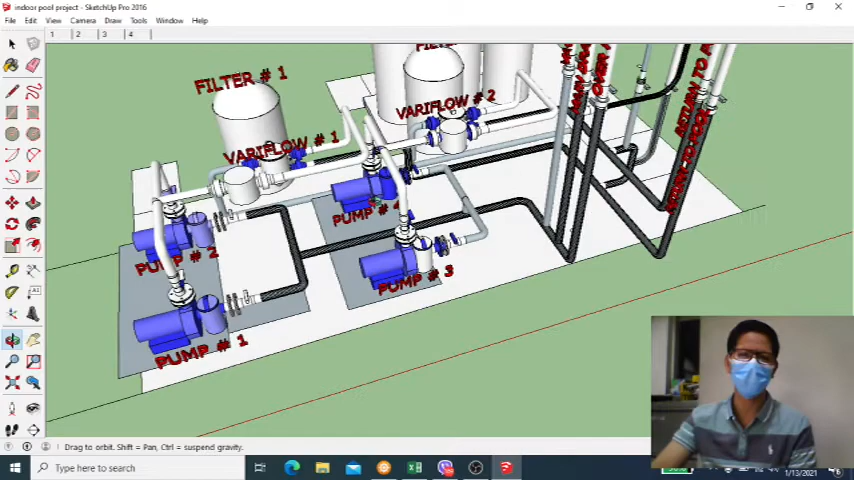 indoor pool project* - SketchUp Pro 2016
File Edit View Camera Draw Tools Window Help
1 2 3 4
FILTER # 1
VARIFLOW # 2
VARIFLOW # 1
PUMP #
PUMP # 2
PUMP # 3
PUMP # 1
RETURN TO
Drag to orbit. Shift = Pan, Ctrl = suspend gravity.
Type here to search
1/13/2021